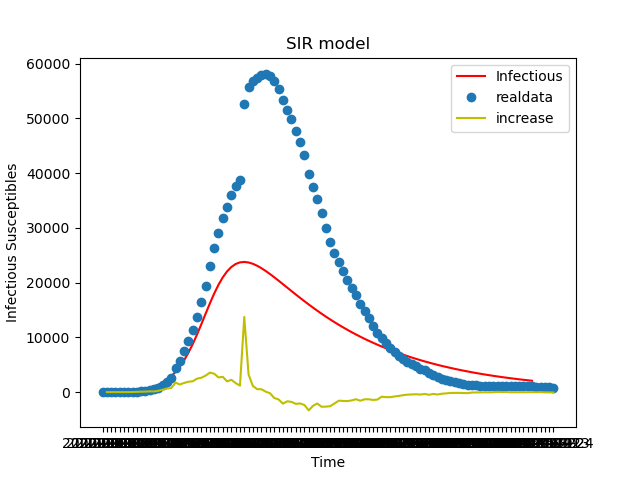 SIR model
60000
50000
40000
30000
20000
10000
0
Infectious Susceptibles
Infectious
realdata
increase
Time